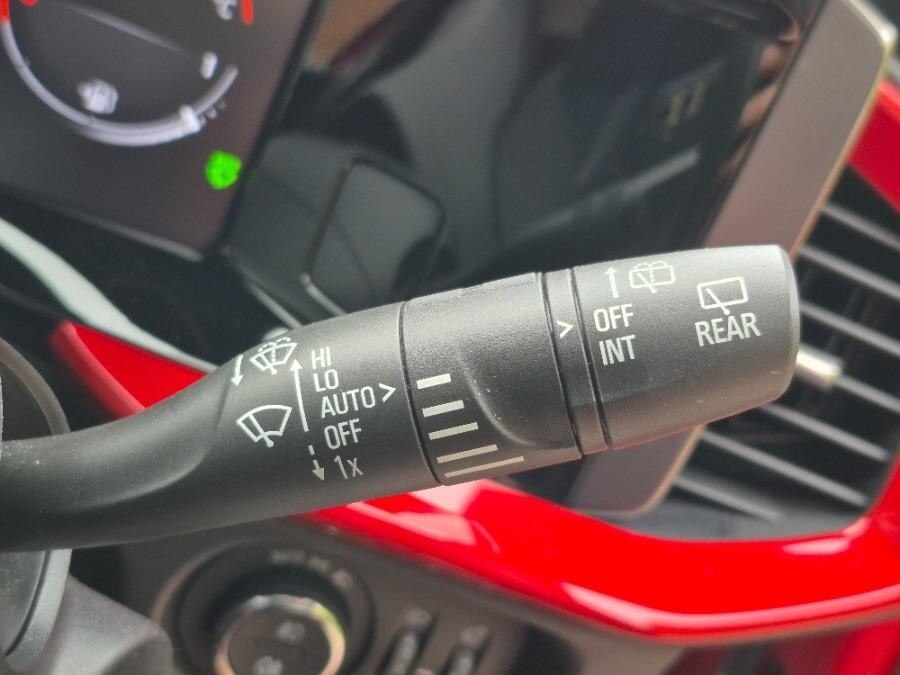 HI
LO
AUTO >
OFF
1x
>
OFF
INT
REAR